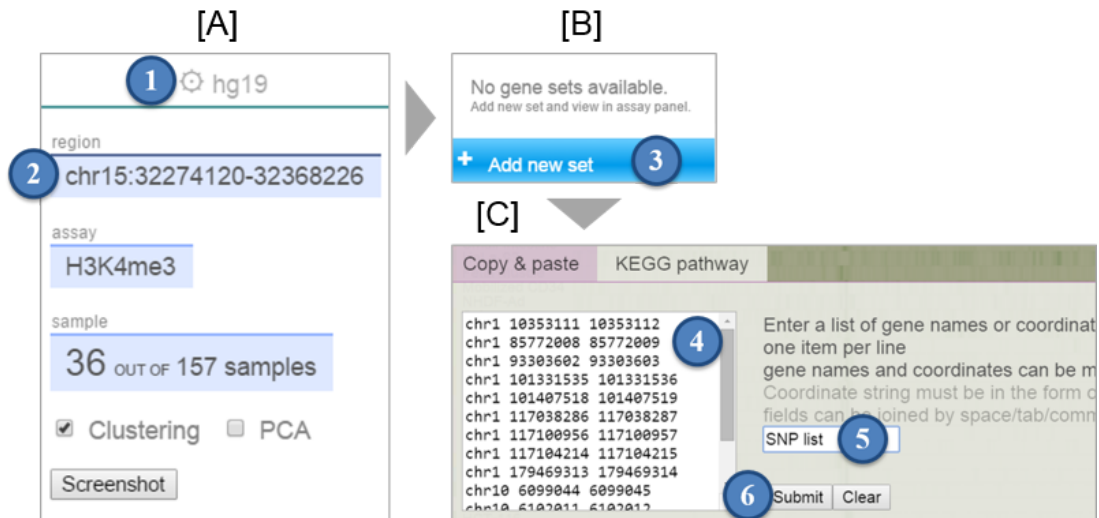 [A]
1 hg19
region
2 chr15:32274120-32368226
assay
H3K4me3
sample
36 OUT OF 157 samples
Clustering PCA
Screenshot
[B]
No gene sets available.
Add new set and view in assay panel.
+ Add new set 3
[C]
Copy & paste KEGG pathway
chr1 10353111 10353112
chr1 85772008 85772009
chr1 93303602 93303603
chr1 101331535 101331536
chr1 101407518 101407519
chr1 117038286 117038287
chr1 117100956 117100957
chr1 117104214 117104215
chr1 179469313 179469314
chr10 6099044 6099045
chr10 6102011 6102012
4
Enter a list of gene names or coordinat
one item per line
gene names and coordinates can be m
Coordinate string must be in the form o
fields can be joined by space/tab/comm
SNP list 5
6 Submit Clear